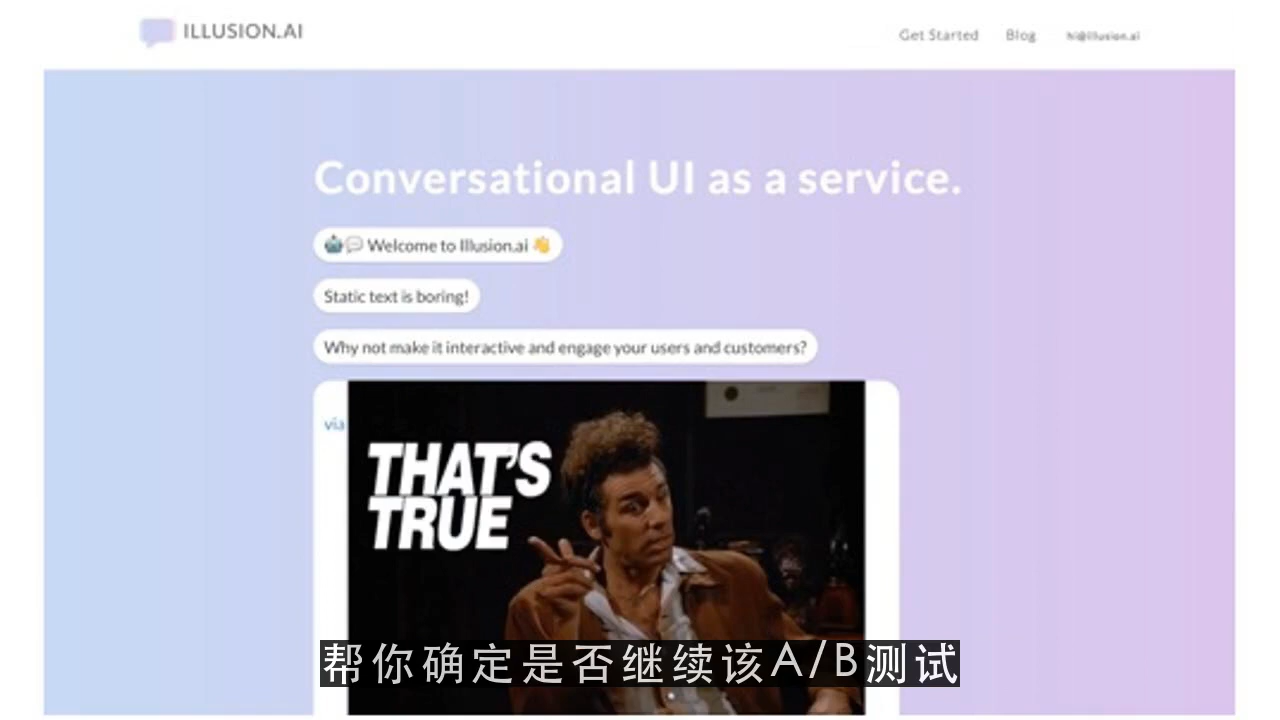 ILLUSION.AI
Get Started Blog hi@illusion.ai
Conversational UI as a service.
🤖💬 Welcome to Illusion.ai 👋
Static text is boring!
Why not make it interactive and engage your users and customers?
via
THAT'S
TRUE
帮你确定是否继续该A/B测试